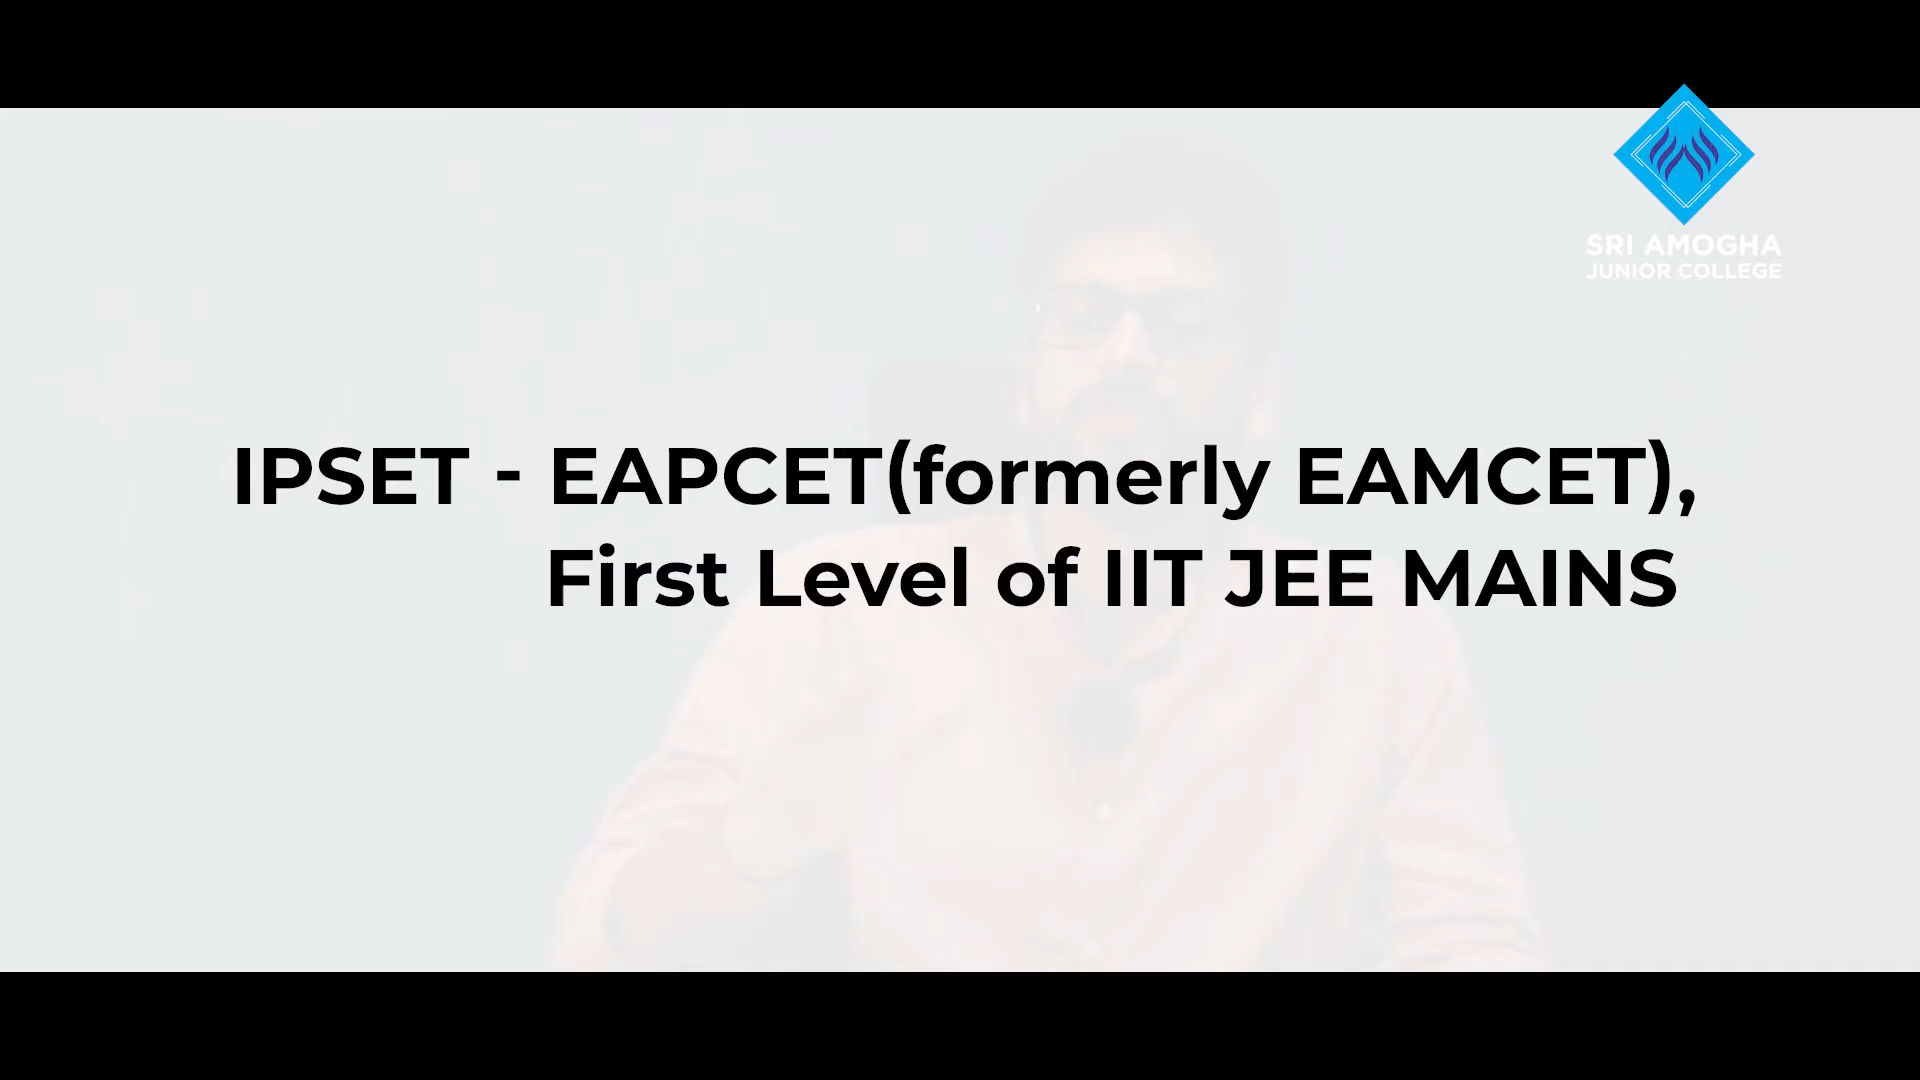 SRI AMOGHA
JUNIOR COLLEGE
IPSET - EAPCET(formerly EAMCET),
First Level of IIT JEE MAINS